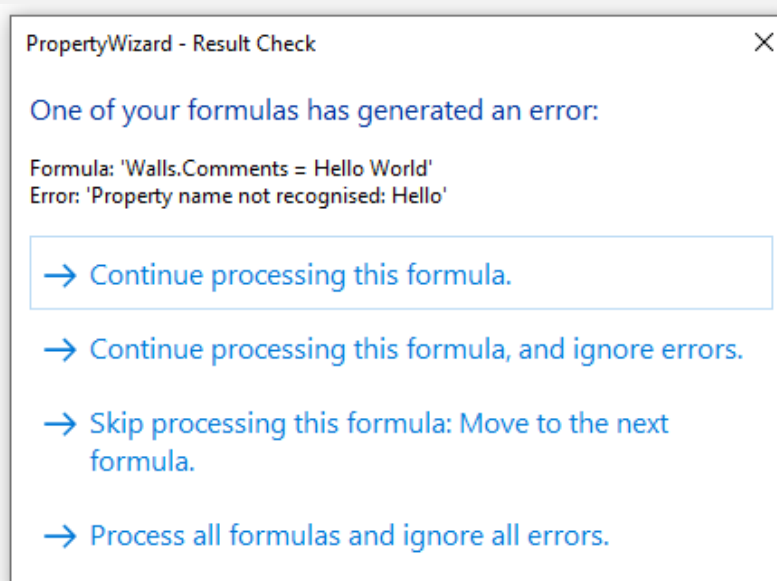 PropertyWizard - Result Check
One of your formulas has generated an error:
Formula: 'Walls.Comments = Hello World'
Error: 'Property name not recognised: Hello'
Continue processing this formula.
Continue processing this formula, and ignore errors.
Skip processing this formula: Move to the next
formula.
Process all formulas and ignore all errors.